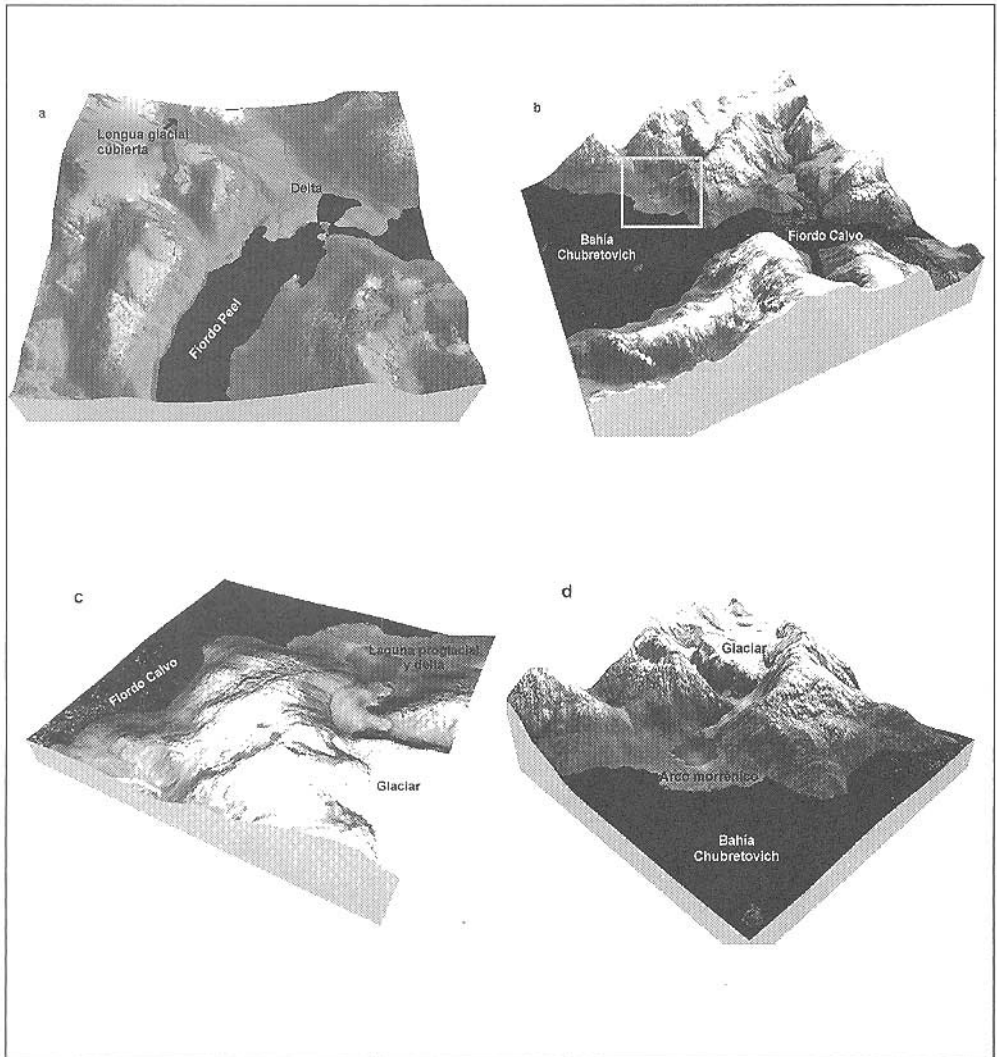 a
Lengua glacial
cubierta
Delta
Fiordo Peel
b
Bahía
Chubretovich
Fiordo Calvo
c
Fiordo Calvo
Laguna proglacial
y delta
Glaciar
d
Glaciar
Arco morrénico
Bahía
Chubretovich